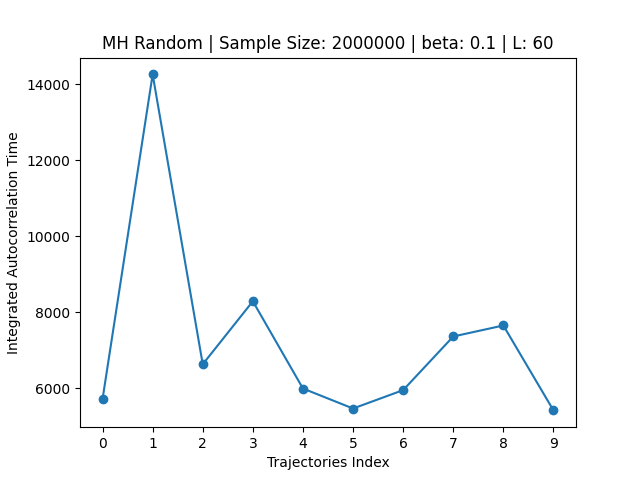 MH Random | Sample Size: 2000000 | beta: 0.1 | L: 60
14000
12000
10000
8000
6000
Integrated Autocorrelation Time
0 1 2 3 4 5 6 7 8 9
Trajectories Index